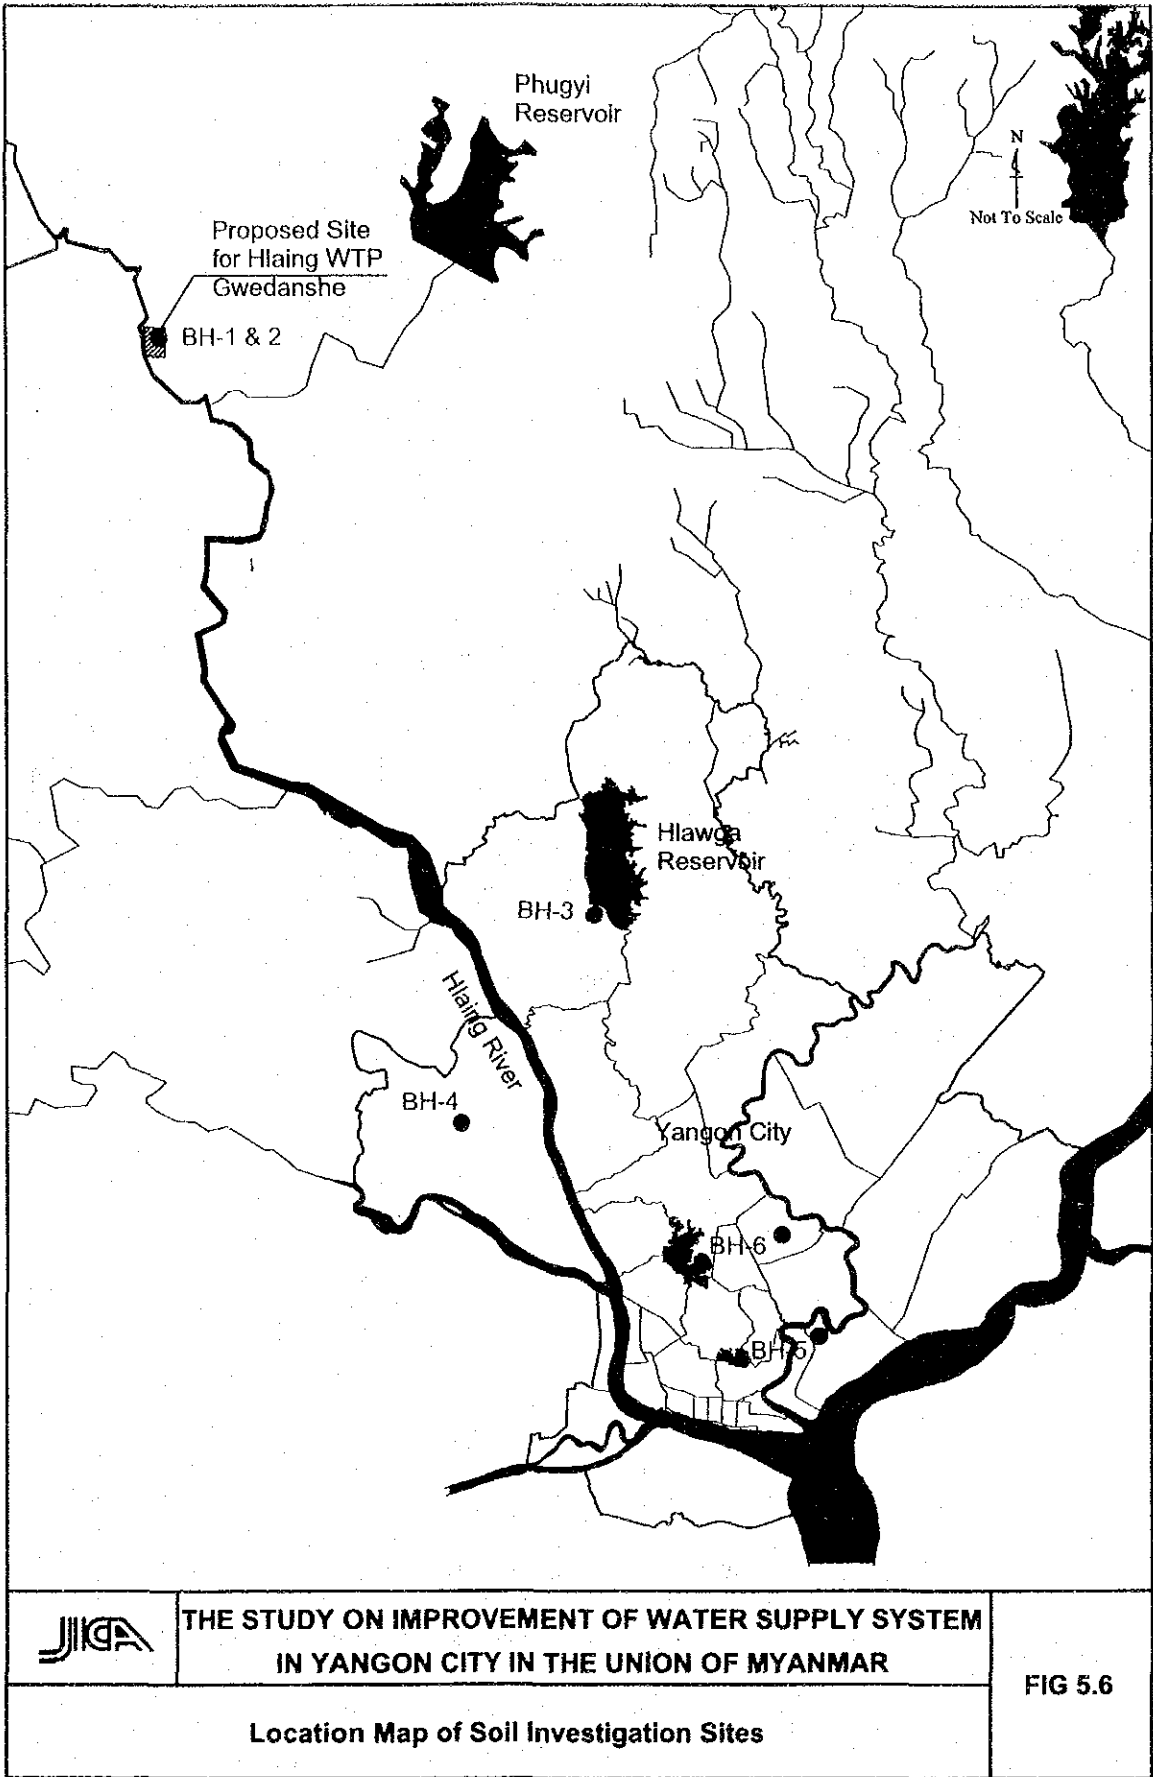 Phugyi
Reservoir
N
Not To Scale
Proposed Site
for Hlaing WTP
Gwedanshe
BH-1 & 2
Hlawga
Reservoir
BH-3
Hlaing River
BH-4
Yangon City
BH-6
BH-5
JICA
THE STUDY ON IMPROVEMENT OF WATER SUPPLY SYSTEM
IN YANGON CITY IN THE UNION OF MYANMAR
FIG 5.6
Location Map of Soil Investigation Sites